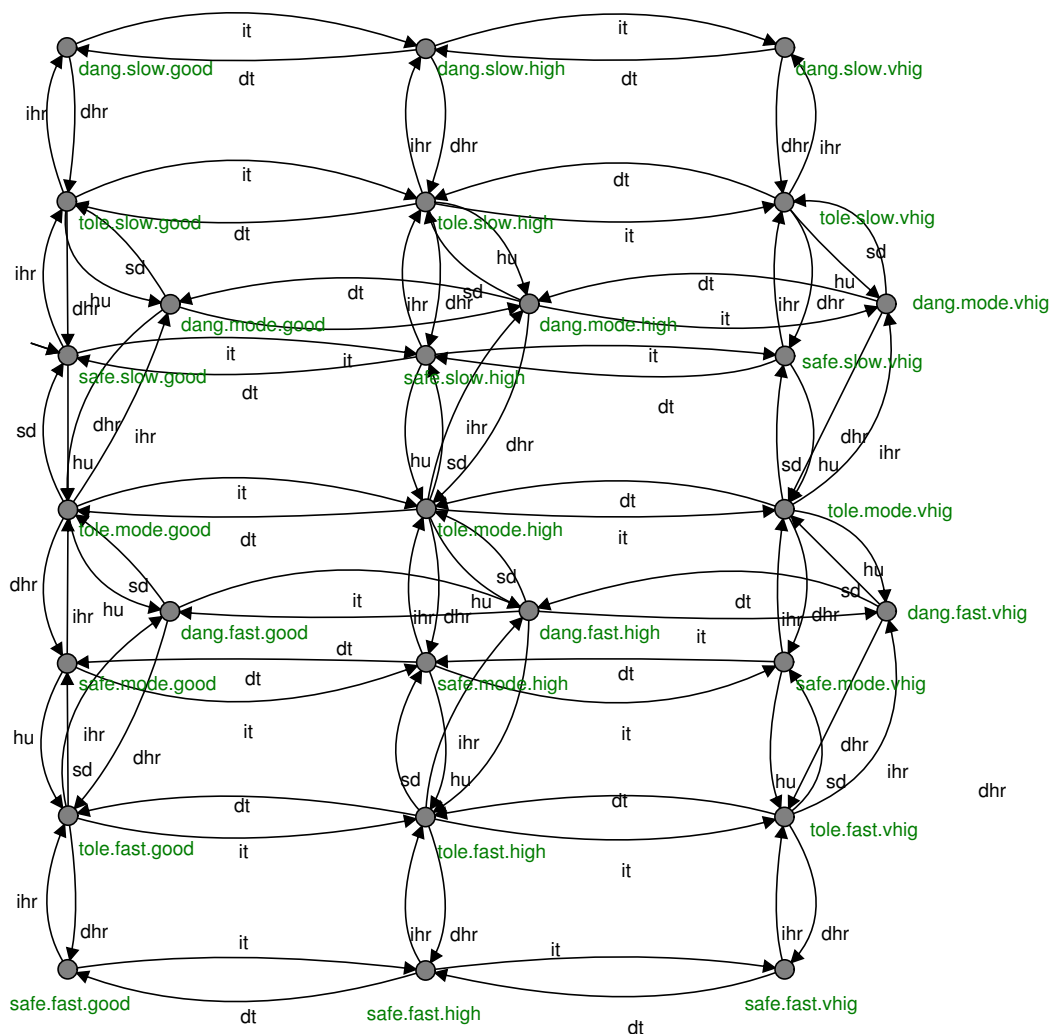 it
it
dang.slow.good
dang.slow.high
dang.slow.vhig
dt
dt
ihr
dhr
ihr
dhr
dhr
ihr
it
dt
tole.slow.good
tole.slow.high
tole.slow.vhig
dt
it
hu
sd
ihr
sd
hu
dhr
hu
dt
dt
ihr
dhr
sd
ihr
dhr
dang.mode.good
dang.mode.high
it
dang.mode.vhig
it
it
it
safe.slow.good
safe.slow.high
safe.slow.vhig
dt
dt
sd
dhr
ihr
ihr
dhr
dhr
ihr
hu
hu
sd
sd
hu
it
dt
tole.mode.good
tole.mode.high
tole.mode.vhig
dt
it
dhr
sd
sd
hu
sd
hu
hu
it
dt
ihr
ihr
dhr
ihr
dhr
dang.fast.good
dang.fast.high
dang.fast.vhig
dt
it
dt
dt
safe.mode.good
safe.mode.high
safe.mode.vhig
it
it
hu
ihr
dhr
ihr
dhr
ihr
sd
sd
hu
hu
sd
dhr
dt
dt
tole.fast.good
tole.fast.high
tole.fast.vhig
it
it
ihr
dhr
ihr
dhr
ihr
dhr
it
it
safe.fast.good
safe.fast.high
safe.fast.vhig
dt
dt